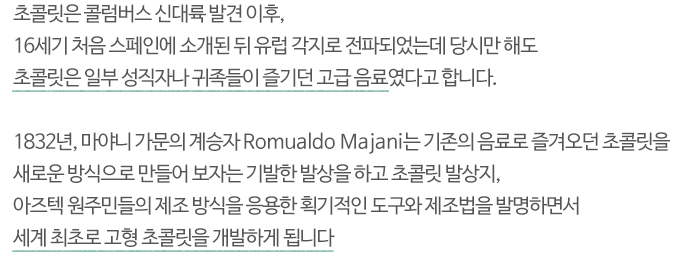 초콜릿은 콜럼버스 신대륙 발견 이후,
16세기 처음 스페인에 소개된 뒤 유럽 각지로 전파되었는데 당시만 해도
초콜릿은 일부 성직자나 귀족들이 즐기던 고급 음료였다고 합니다.
1832년, 마야니 가문의 계승자 Romualdo Majani는 기존의 음료로 즐겨오던 초콜릿을
새로운 방식으로 만들어 보자는 기발한 발상을 하고 초콜릿 발상지,
아즈텍 원주민들의 제조 방식을 응용한 획기적인 도구와 제조법을 발명하면서
세계 최초로 고형 초콜릿을 개발하게 됩니다